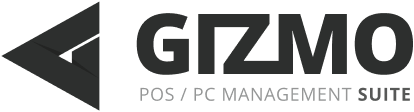 GIZMO
POS / PC MANAGEMENT SUITE